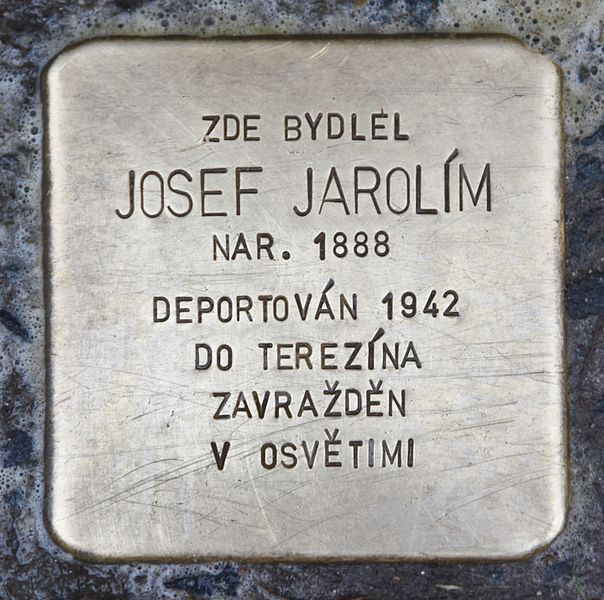 ZDE BYDLEL
JOSEF JAROLÍM
NAR. 1888
DEPORTOVÁN 1942
DO TEREZÍNA
ZAVRAŽDĚN
V OSVĚTIMI